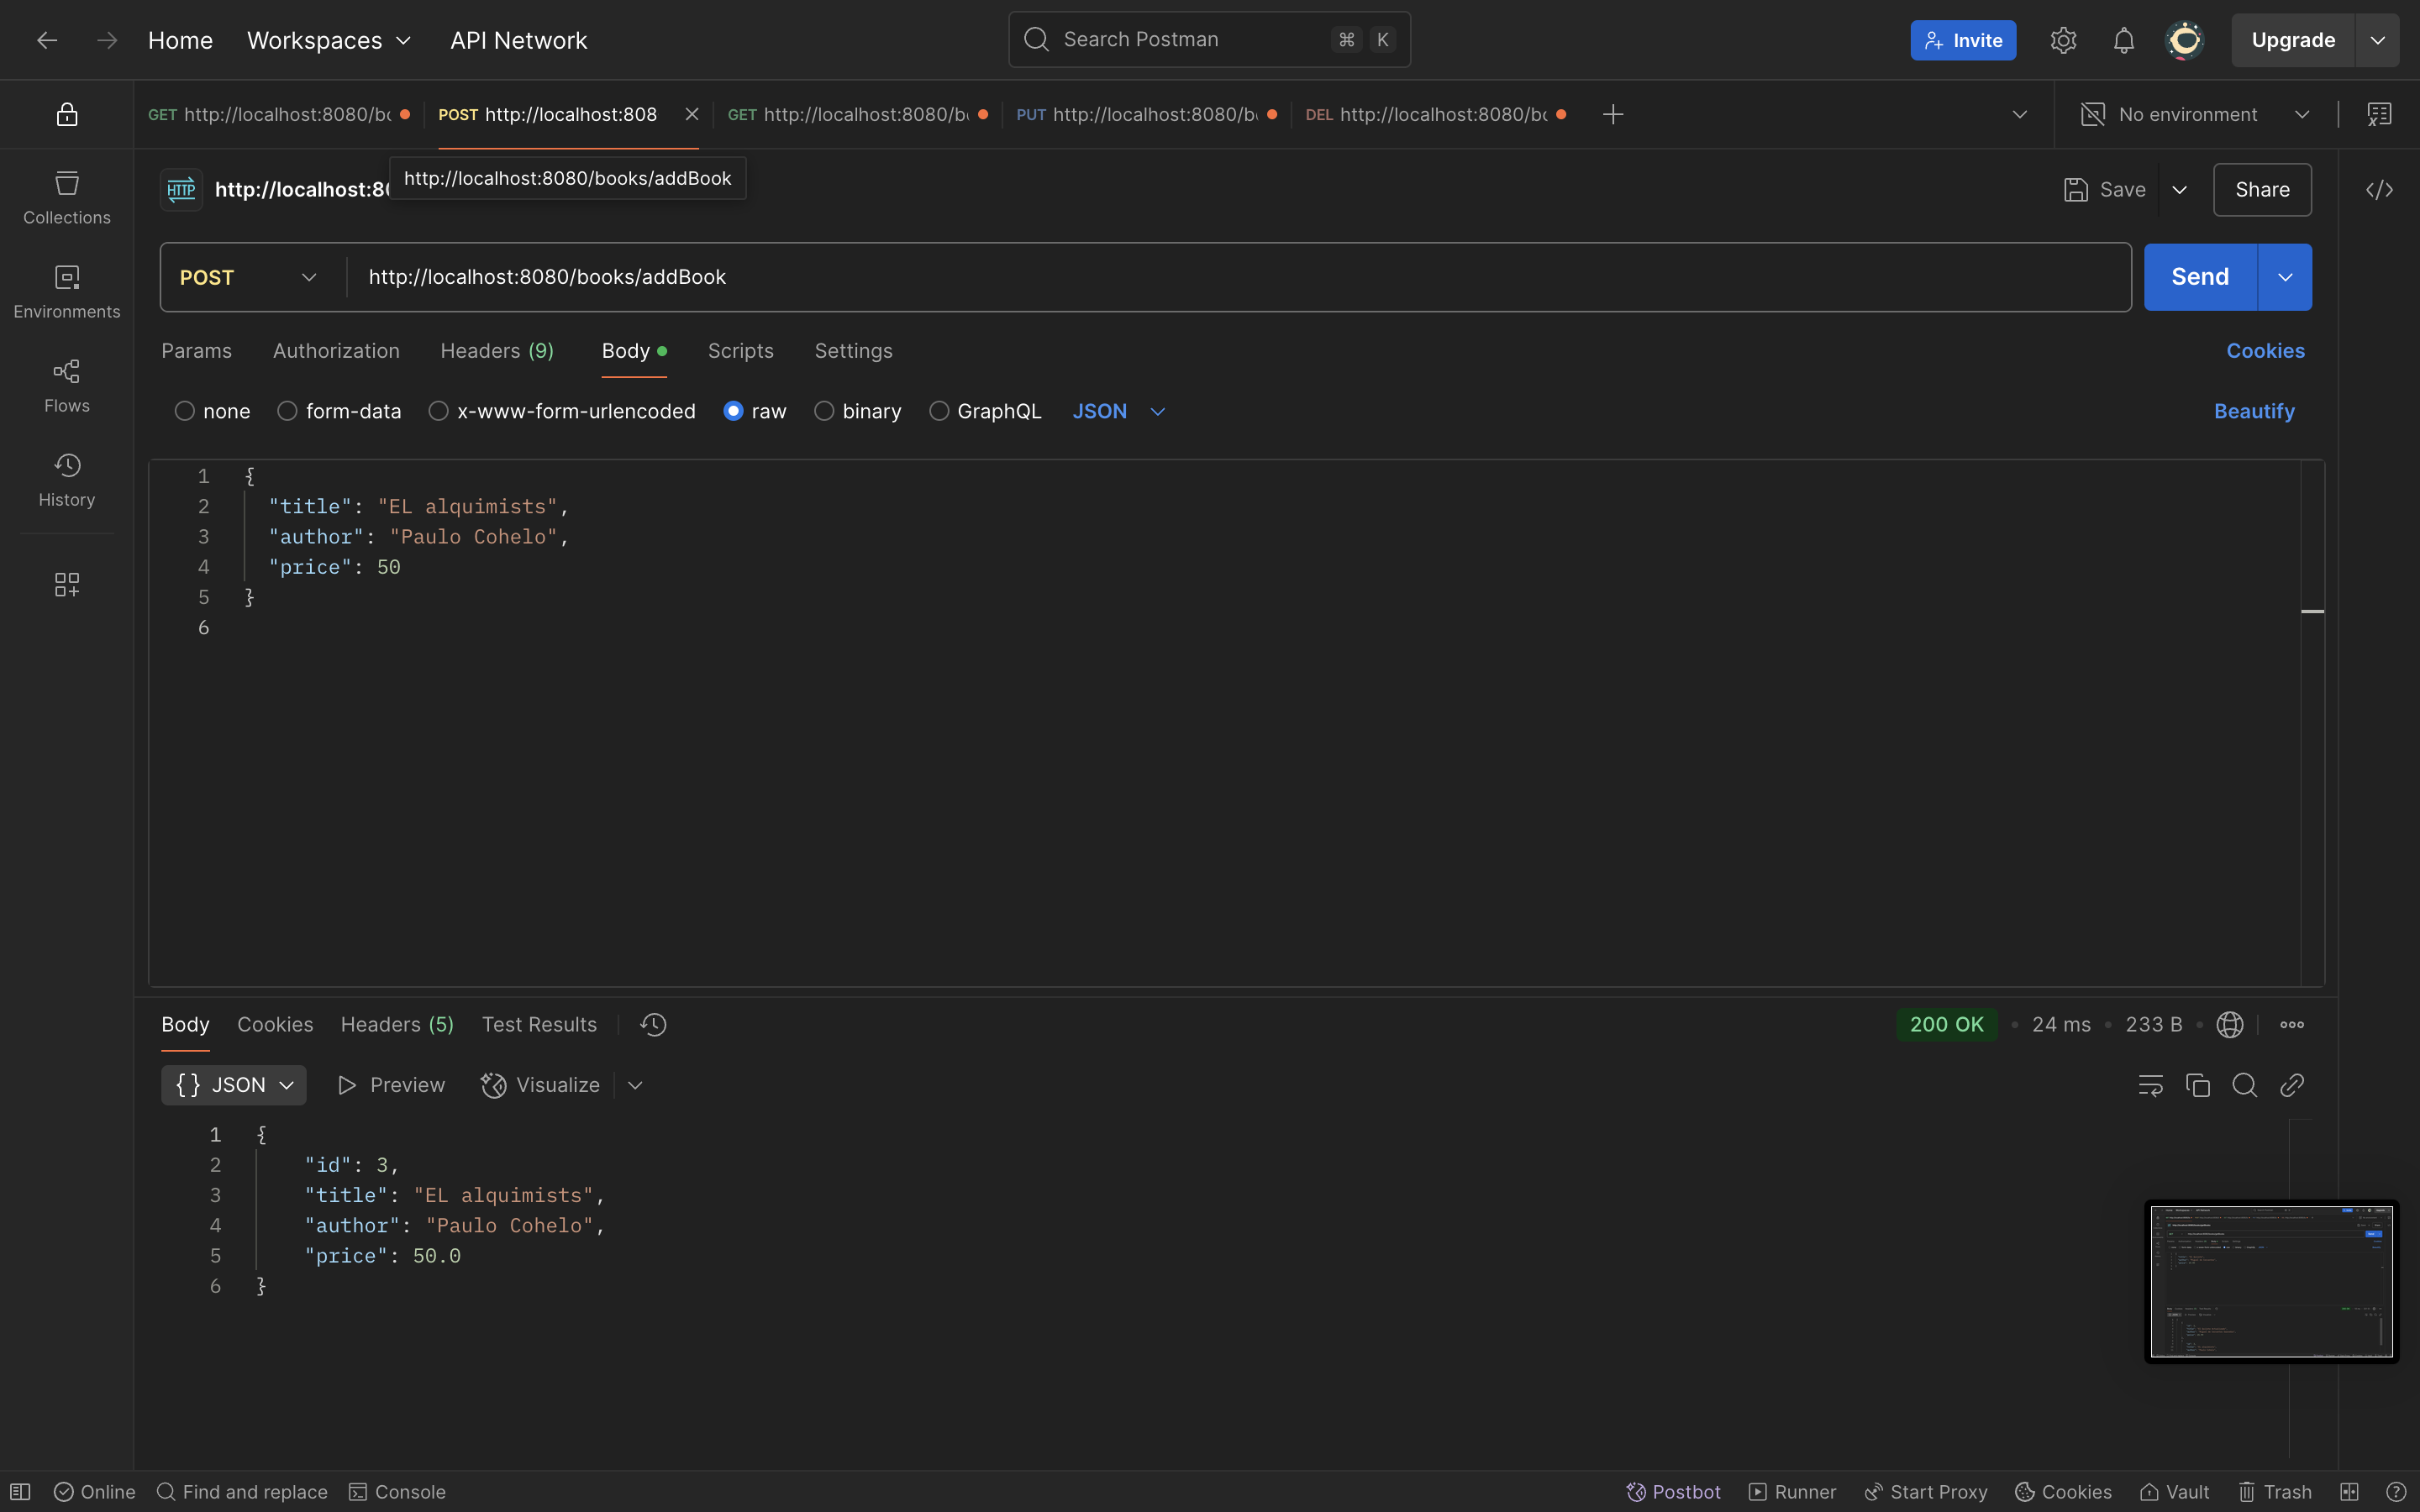 Home Workspaces API Network Search Postman ⌘ K Invite Upgrade
GET http://localhost:8080/bo POST http://localhost:808 GET http://localhost:8080/b PUT http://localhost:8080/b DEL http://localhost:8080/bo No environment
http://localhost:8080/books/addBook
HTTP http://localhost:80 Save Share
Collections
POST http://localhost:8080/books/addBook Send
Environments
Params Authorization Headers (9) Body Scripts Settings Cookies
none form-data x-www-form-urlencoded raw binary GraphQL JSON Beautify
Flows
History
1 {
2 "title": "EL alquimists",
3 "author": "Paulo Cohelo",
4 "price": 50
5 }
6
Body Cookies Headers (5) Test Results 200 OK • 24 ms • 233 B •
{} JSON Preview Visualize
1 {
2 "id": 3,
3 "title": "EL alquimists",
4 "author": "Paulo Cohelo",
5 "price": 50.0
6 }
Online Find and replace Console Postbot Runner Start Proxy Cookies Vault Trash